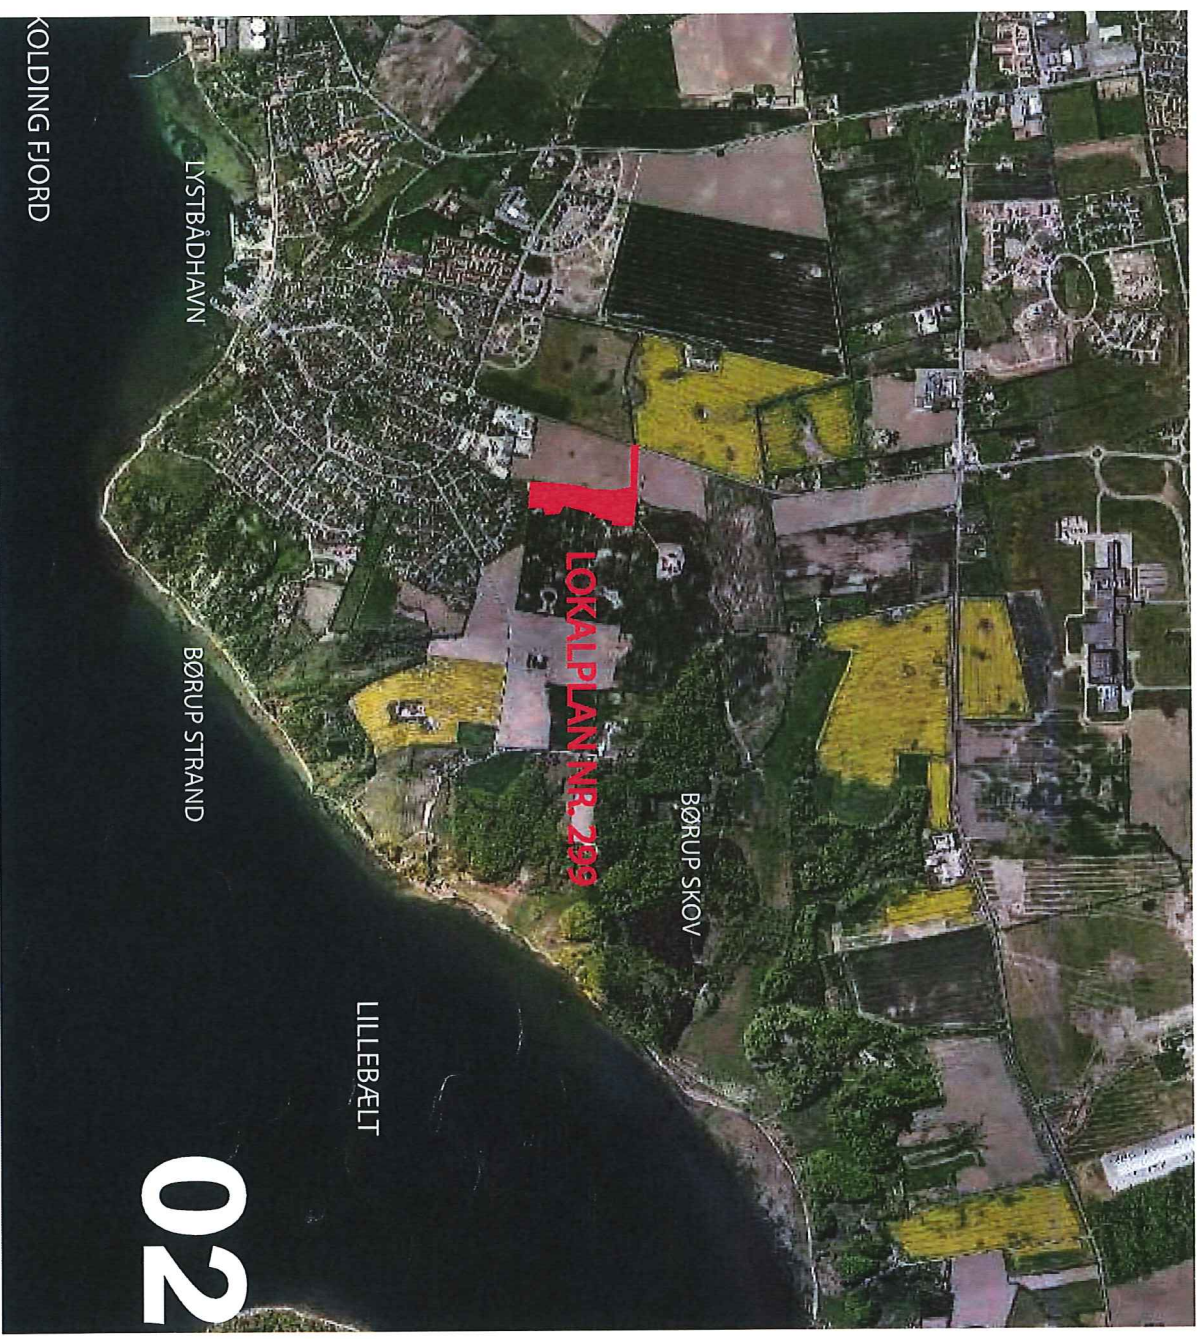 LOKALPLAN NR. 299
BØRUP SKOV
LILLEBÆLT
LYSTBÅDHAVN
BØRUP STRAND
KOLDING FJORD
02